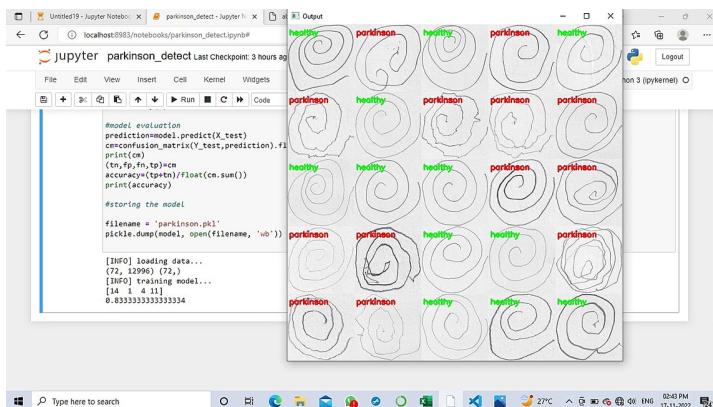 Untitled19 - Jupyter Noteboo
parkinson_detect - Jupyter N
Output
localhost:8983/notebooks/parkinson_detect.ipynb#
jupyter parkinson_detect Last Checkpoint: 3 hours ag
Logout
File Edit View Insert Cell Kernel Widgets
hon 3 (ipykernel)
Run Code
#model evaluation
prediction=model.predict(X_test)
cm=confusion_matrix(Y_test,prediction).fl
print(cm)
(tn,fp,fn,tp)=cm
accuracy=(tp+tn)/float(cm.sum())
print(accuracy)
#storing the model
filename = 'parkinson.pkl'
pickle.dump(model, open(filename, 'wb'))
[INFO] loading data...
(72, 12996) (72,)
[INFO] training model...
[14 1 4 11]
0.8333333333333334
healthy parkinson healthy parkinson healthy
parkinson healthy parkinson parkinson parkinson
healthy healthy healthy parkinson parkinson
parkinson parkinson healthy healthy parkinson
parkinson parkinson healthy healthy healthy
Type here to search
27°C
ENG
02:43 PM
17-11-2022